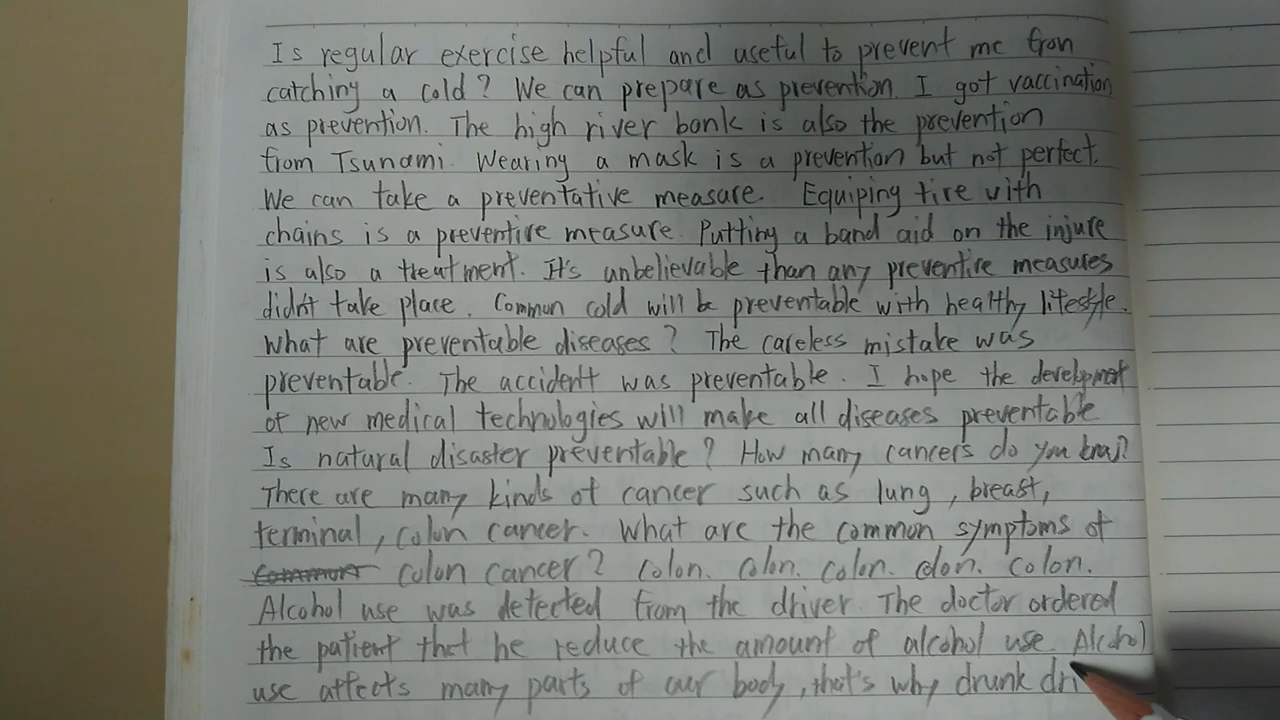 Is regular exercise helpful and useful to prevent me fron
catching a cold? We can prepare as prevention. I got vaccination
as prevention. The high river bank is also the prevention
from Tsunami. Wearing a mask is a prevention but not perfect.
We can take a preventative measure. Equiping tire with
chains is a preventive measure. Putting a band aid on the injure
is also a treatment. It's unbelievable than any preventive measures
didn't take place. Common cold will be preventable with healthy lifestyle.
What are preventable diseases? The careless mistake was
preventable. The accident was preventable. I hope the development
of new medical technologies will make all diseases preventable
Is natural disaster preventable? How many cancers do you know?
There are many kinds of cancer such as lung, breast,
terminal, colon cancer. What are the common symptoms of
colon cancer? Colon. Colon. Colon. Colon. Colon.
Alcohol use was detected from the driver. The doctor ordered
the patient that he reduce the amount of alcohol use. Alcohol
use affects many parts of our body, that's why drunk dri